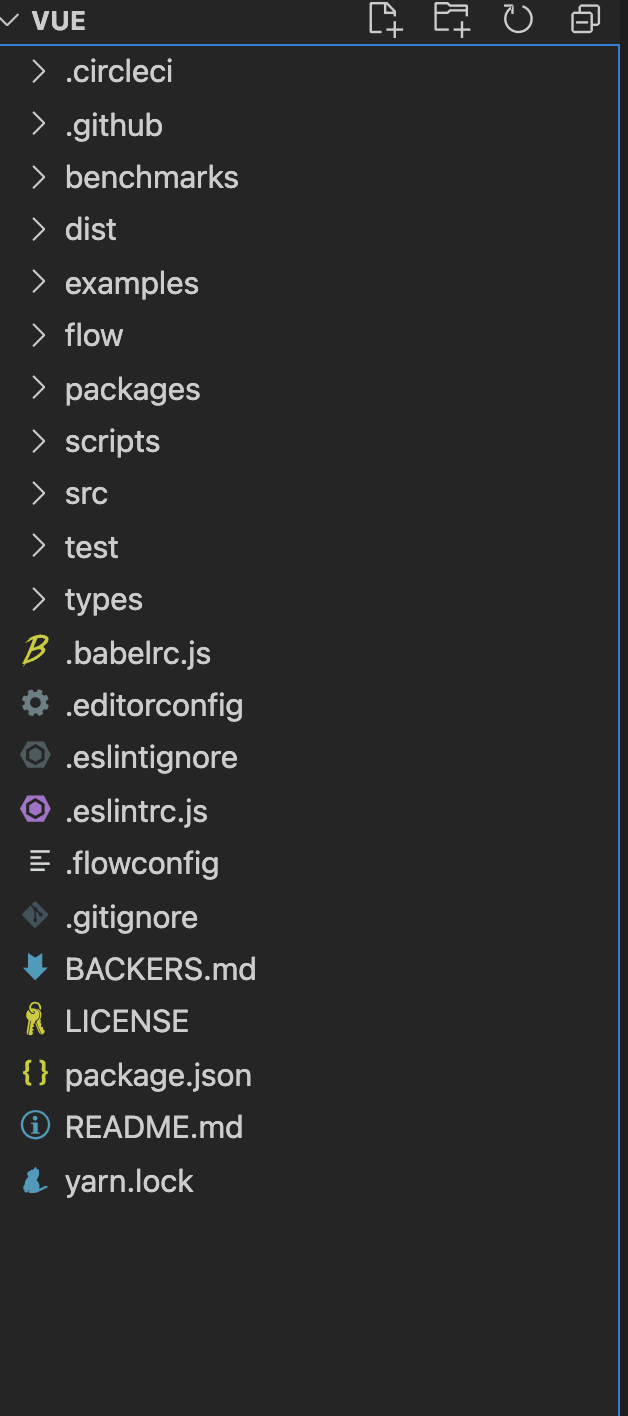 VUE
.circleci
.github
benchmarks
dist
examples
flow
packages
scripts
src
test
types
.babelrc.js
.editorconfig
.eslintignore
.eslintrc.js
.flowconfig
.gitignore
BACKERS.md
LICENSE
package.json
README.md
yarn.lock